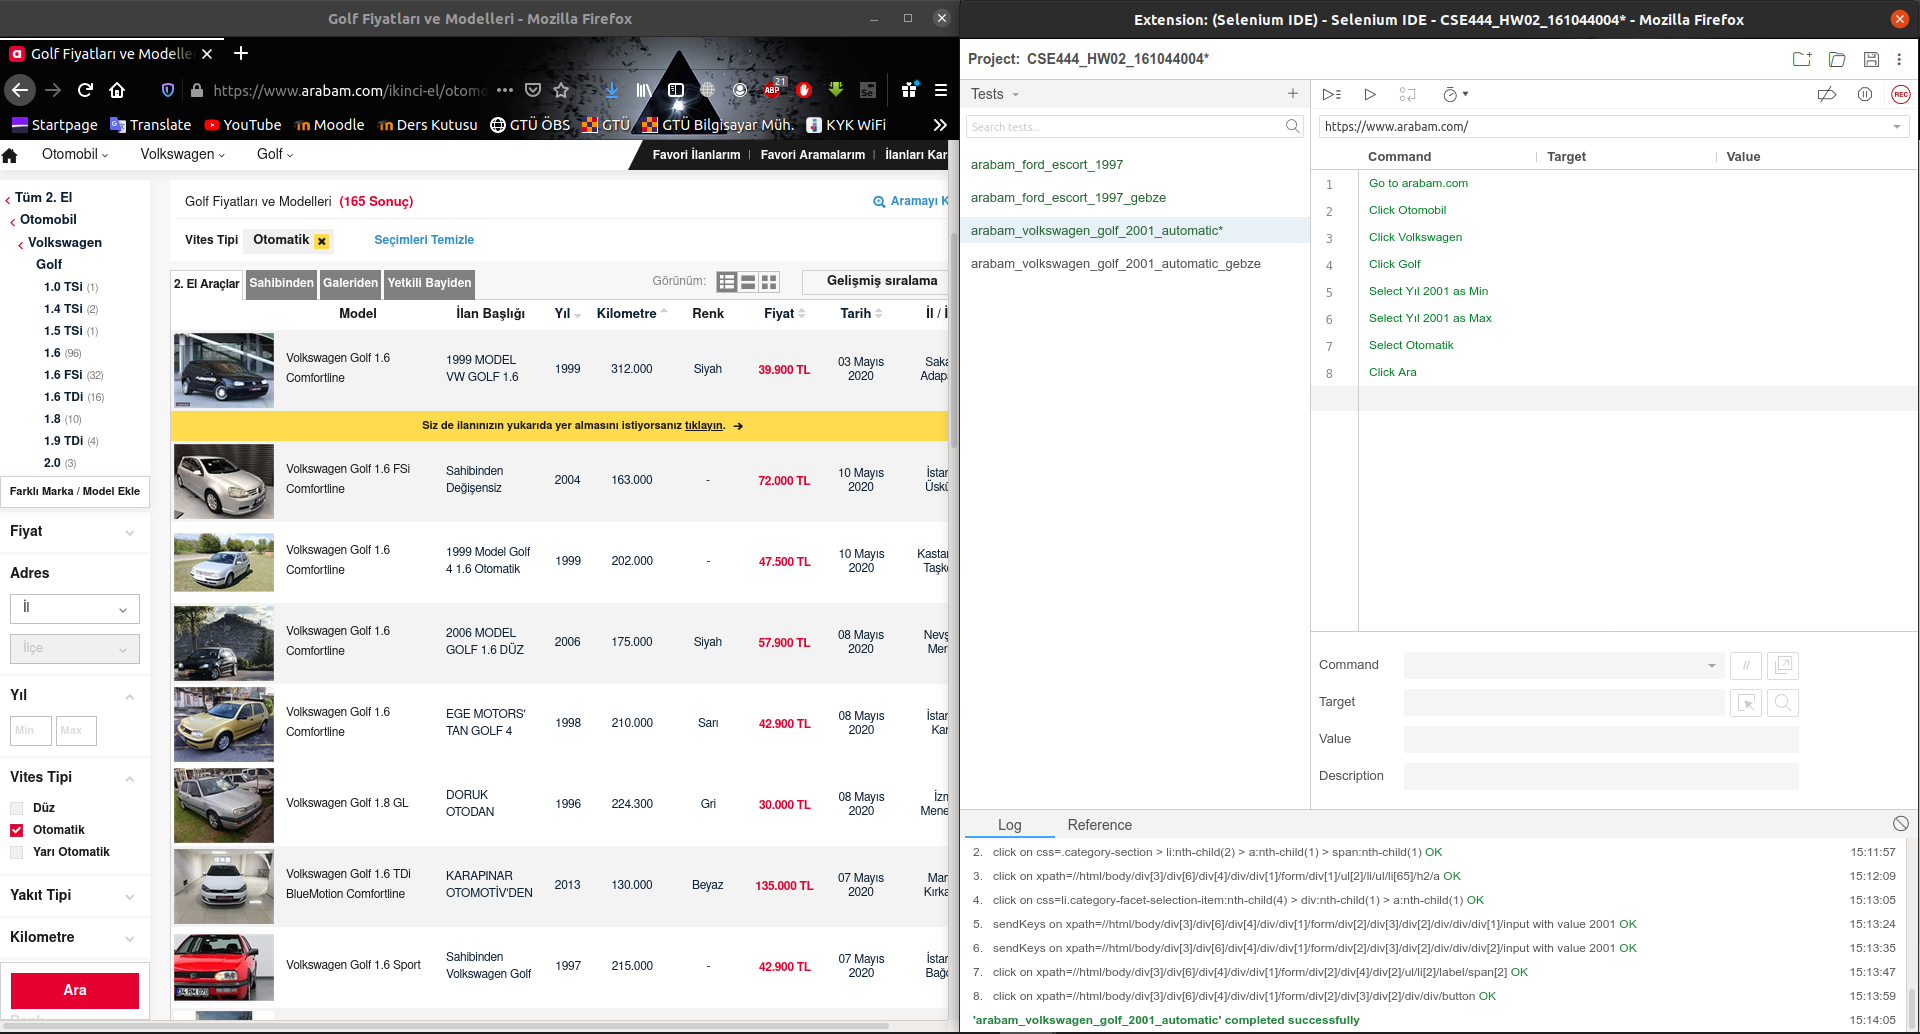 Golf Fiyatları ve Modelleri - Mozilla Firefox
Golf Fiyatları ve Modelle
https://www.arabam.com/ikinci-el/otomo
21
ABP
Startpage Translate YouTube Moodle Ders Kutusu GTÜ ÖBS GTÜ GTÜ Bilgisayar Müh. KYK WiFi
Otomobil Volkswagen Golf Favori İlanlarım | Favori Aramalarım | İlanları Kar
Tüm 2. El
Otomobil
Volkswagen
Golf
1.0 TSi (1)
1.4 TSi (2)
1.5 TSi (1)
1.6 (96)
1.6 FSi (32)
1.6 TDi (16)
1.8 (10)
1.9 TDi (4)
2.0 (3)
Farklı Marka / Model Ekle
Fiyat
Adres
İl
İlçe
Yıl
Min Max
Vites Tipi
Düz
Otomatik
Yarı Otomatik
Yakıt Tipi
Kilometre
Ara
Golf Fiyatları ve Modelleri (165 Sonuç) Aramayı K
Vites Tipi Otomatik Seçimleri Temizle
2. El Araçlar Sahibinden Galeriden Yetkili Bayiden Görünüm: Gelişmiş sıralama
Model İlan Başlığı Yıl Kilometre Renk Fiyat Tarih İl / İ
Volkswagen Golf 1.6 Comfortline 1999 MODEL VW GOLF 1.6 1999 312.000 Siyah 39.900 TL 03 Mayıs 2020 Saka Adapa
Siz de ilanınızın yukarıda yer almasını istiyorsanız tıklayın. →
Volkswagen Golf 1.6 FSi Comfortline Sahibinden Değişensiz 2004 163.000 - 72.000 TL 10 Mayıs 2020 İstan Üskü
Volkswagen Golf 1.6 Comfortline 1999 Model Golf 4 1.6 Otomatik 1999 202.000 - 47.500 TL 10 Mayıs 2020 Kastar Taşkö
Volkswagen Golf 1.6 Comfortline 2006 MODEL GOLF 1.6 DÜZ 2006 175.000 Siyah 57.900 TL 08 Mayıs 2020 Nevş Mer
Volkswagen Golf 1.6 Comfortline EGE MOTORS' TAN GOLF 4 1998 210.000 Sarı 42.900 TL 08 Mayıs 2020 İstan Kar
Volkswagen Golf 1.8 GL DORUK OTODAN 1996 224.300 Gri 30.000 TL 08 Mayıs 2020 İzm Mene
Volkswagen Golf 1.6 TDi BlueMotion Comfortline KARAPINAR OTOMOTİV'DEN 2013 130.000 Beyaz 135.000 TL 07 Mayıs 2020 Mar Kırka
Volkswagen Golf 1.6 Sport Sahibinden Volkswagen Golf 1997 215.000 - 42.900 TL 07 Mayıs 2020 İstan Bağc
Extension: (Selenium IDE) - Selenium IDE - CSE444_HW02_161044004* - Mozilla Firefox
Project: CSE444_HW02_161044004*
Tests
Search tests...
arabam_ford_escort_1997
arabam_ford_escort_1997_gebze
arabam_volkswagen_golf_2001_automatic*
arabam_volkswagen_golf_2001_automatic_gebze
REC
https://www.arabam.com/
Command Target Value
1 Go to arabam.com
2 Click Otomobil
3 Click Volkswagen
4 Click Golf
5 Select Yıl 2001 as Min
6 Select Yıl 2001 as Max
7 Select Otomatik
8 Click Ara
Command //
Target
Value
Description
Log Reference
2. click on css=.category-section > li:nth-child(2) > a:nth-child(1) > span:nth-child(1) OK 15:11:57
3. click on xpath=//html/body/div[3]/div[6]/div[4]/div/div[1]/form/div[1]/ul[2]/li/ul/li[65]/h2/a OK 15:12:09
4. click on css=li.category-facet-selection-item:nth-child(4) > div:nth-child(1) > a:nth-child(1) OK 15:13:05
5. sendKeys on xpath=//html/body/div[3]/div[6]/div[4]/div/div[1]/form/div[2]/div[3]/div[2]/div/div/div[1]/input with value 2001 OK 15:13:24
6. sendKeys on xpath=//html/body/div[3]/div[6]/div[4]/div/div[1]/form/div[2]/div[3]/div[2]/div/div/div[2]/input with value 2001 OK 15:13:35
7. click on xpath=//html/body/div[3]/div[6]/div[4]/div/div[1]/form/div[2]/div[4]/div[2]/ul/li[2]/label/span[2] OK 15:13:47
8. click on xpath=//html/body/div[3]/div[6]/div[4]/div/div[1]/form/div[2]/div[3]/div[2]/div/div/button OK 15:13:59
'arabam_volkswagen_golf_2001_automatic' completed successfully 15:14:05